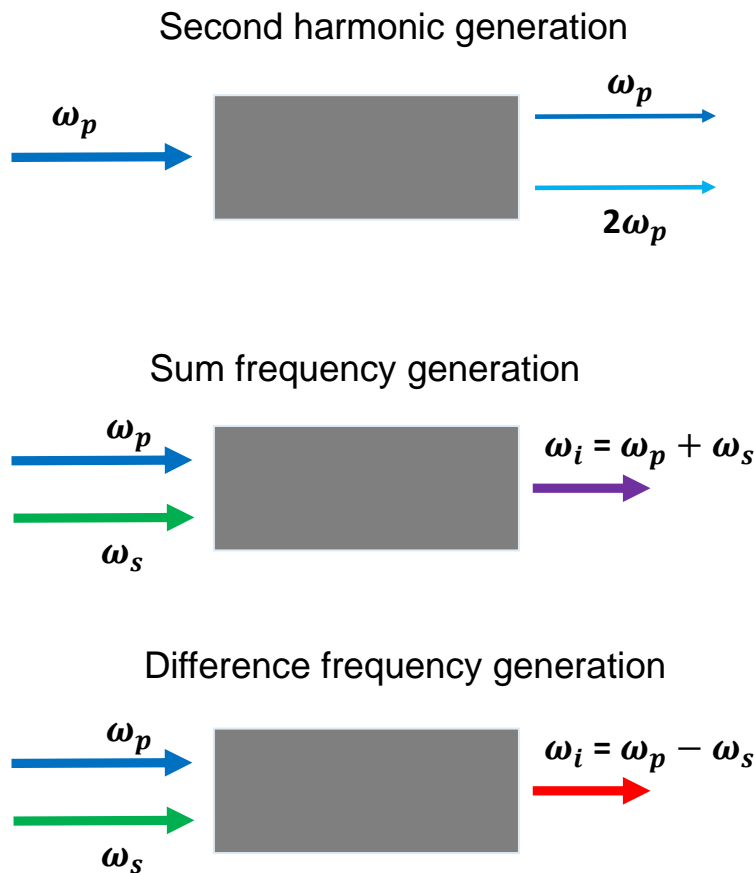 Second harmonic generation
ωₚ
ωₚ
2ωₚ
Sum frequency generation
ωₚ
ωᵢ = ωₚ + ωₛ
ωₛ
Difference frequency generation
ωₚ
ωᵢ = ωₚ − ωₛ
ωₛ